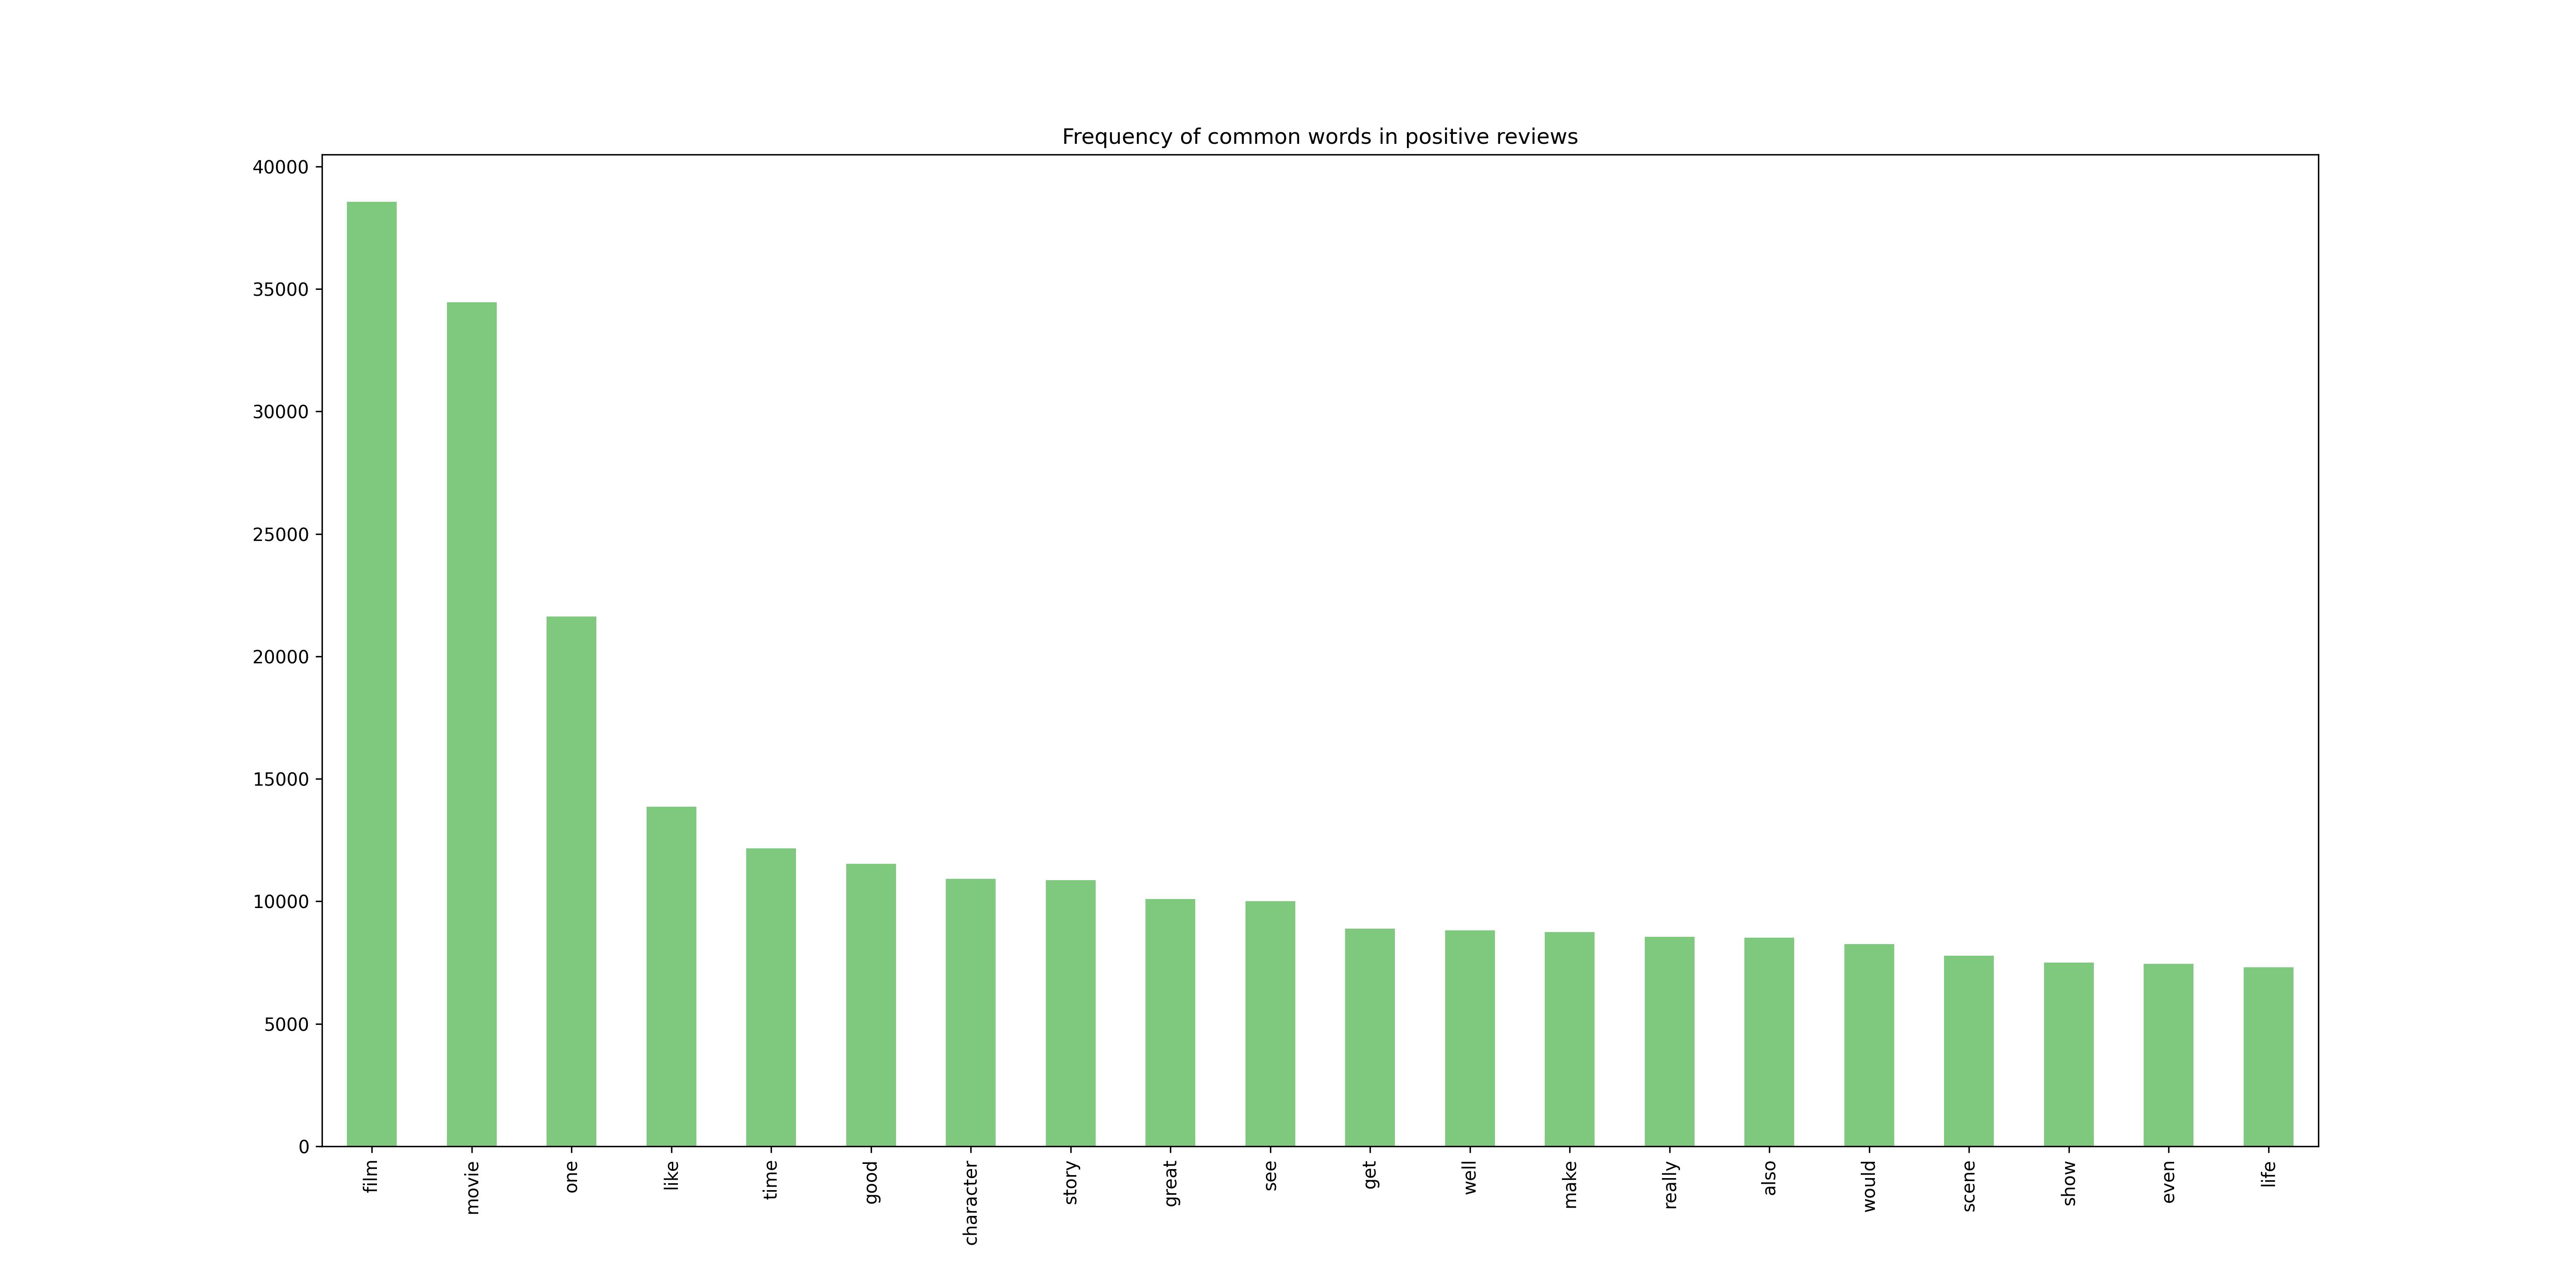 Frequency of common words in positive reviews
40000
35000
30000
25000
20000
15000
10000
5000
0
film
movie
one
like
time
good
character
story
great
see
get
well
make
really
also
would
scene
show
even
life